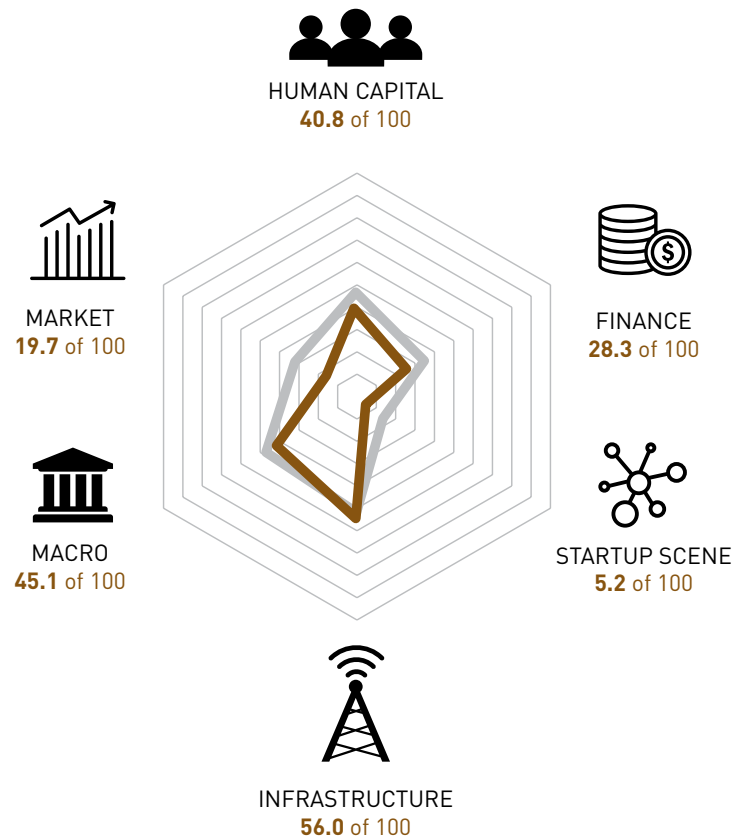 HUMAN CAPITAL
40.8 of 100
MARKET
19.7 of 100
$
FINANCE
28.3 of 100
MACRO
45.1 of 100
STARTUP SCENE
5.2 of 100
INFRASTRUCTURE
56.0 of 100